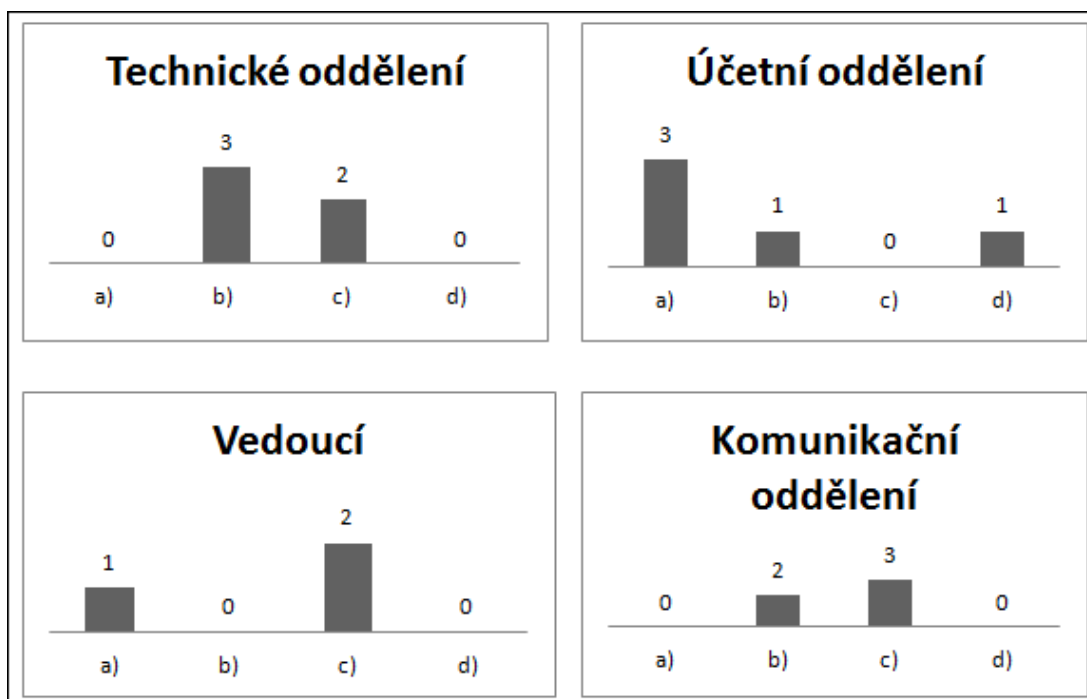 Technické oddělení
3
2
0
0
a)
b)
c)
d)
Účetní oddělení
3
1
1
0
a)
b)
c)
d)
Vedoucí
2
1
0
0
a)
b)
c)
d)
Komunikační
oddělení
3
2
0
0
a)
b)
c)
d)